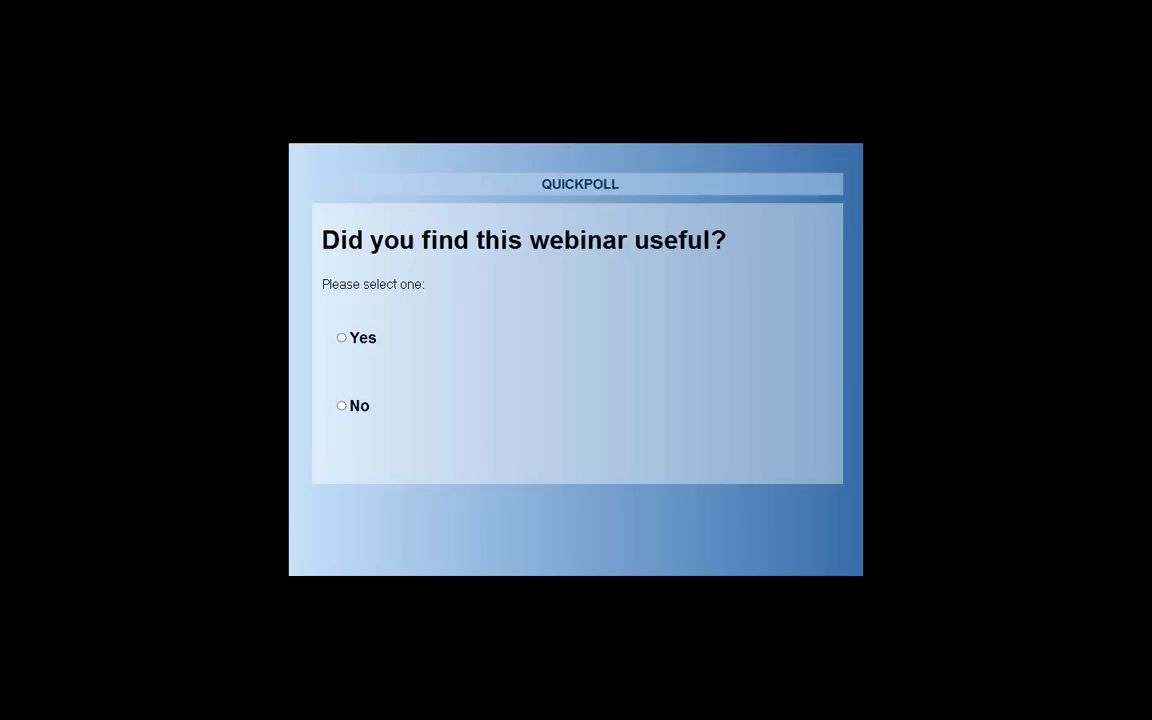 QUICKPOLL
Did you find this webinar useful?
Please select one:
Yes
No